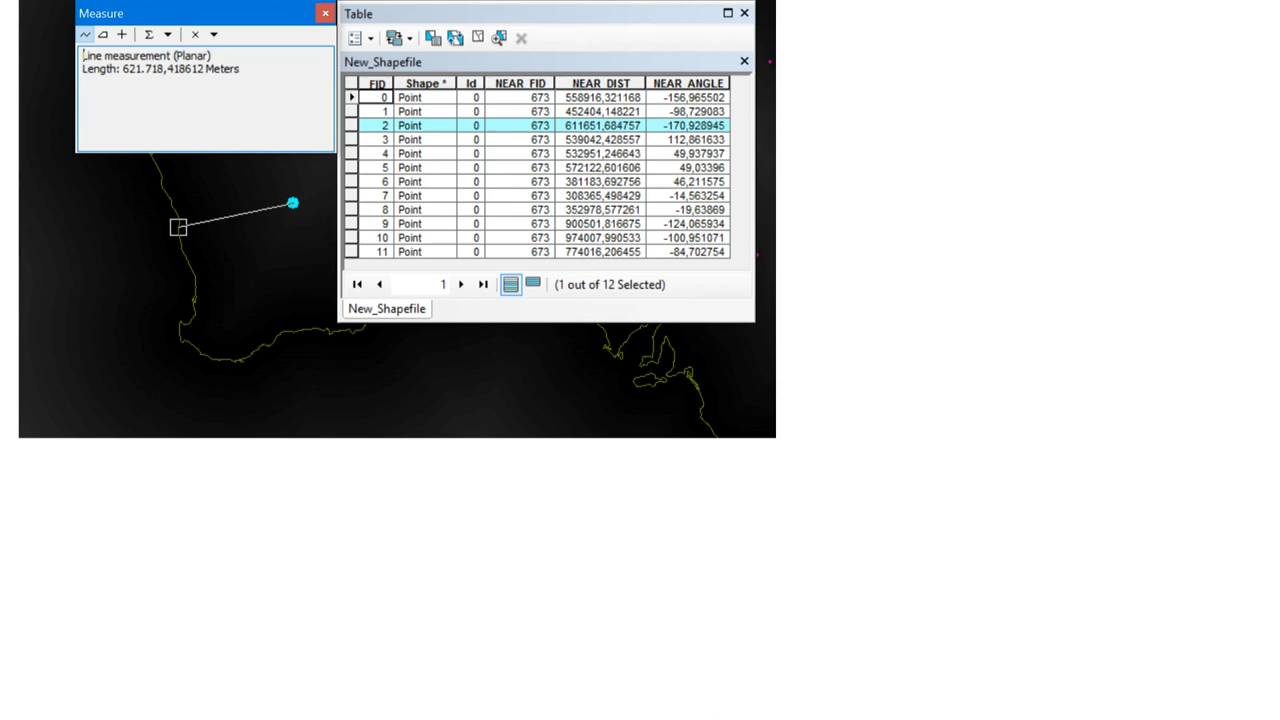 Measure
Line measurement (Planar)
Length: 621.718,418612 Meters
Table
New_Shapefile
FID Shape * Id NEAR_FID NEAR_DIST NEAR_ANGLE
0 Point 0 673 558916,321168 -156,965502
1 Point 0 673 452404,148221 -98,729083
2 Point 0 673 611651,684757 -170,928945
3 Point 0 673 539042,428557 112,861633
4 Point 0 673 532951,246643 49,937937
5 Point 0 673 572122,601606 49,03396
6 Point 0 673 381183,692756 46,211575
7 Point 0 673 308365,498429 -14,563254
8 Point 0 673 352978,577261 -19,63869
9 Point 0 673 900501,816675 -124,065934
10 Point 0 673 974007,990533 -100,951071
11 Point 0 673 774016,206455 -84,702754
1 (1 out of 12 Selected)
New_Shapefile